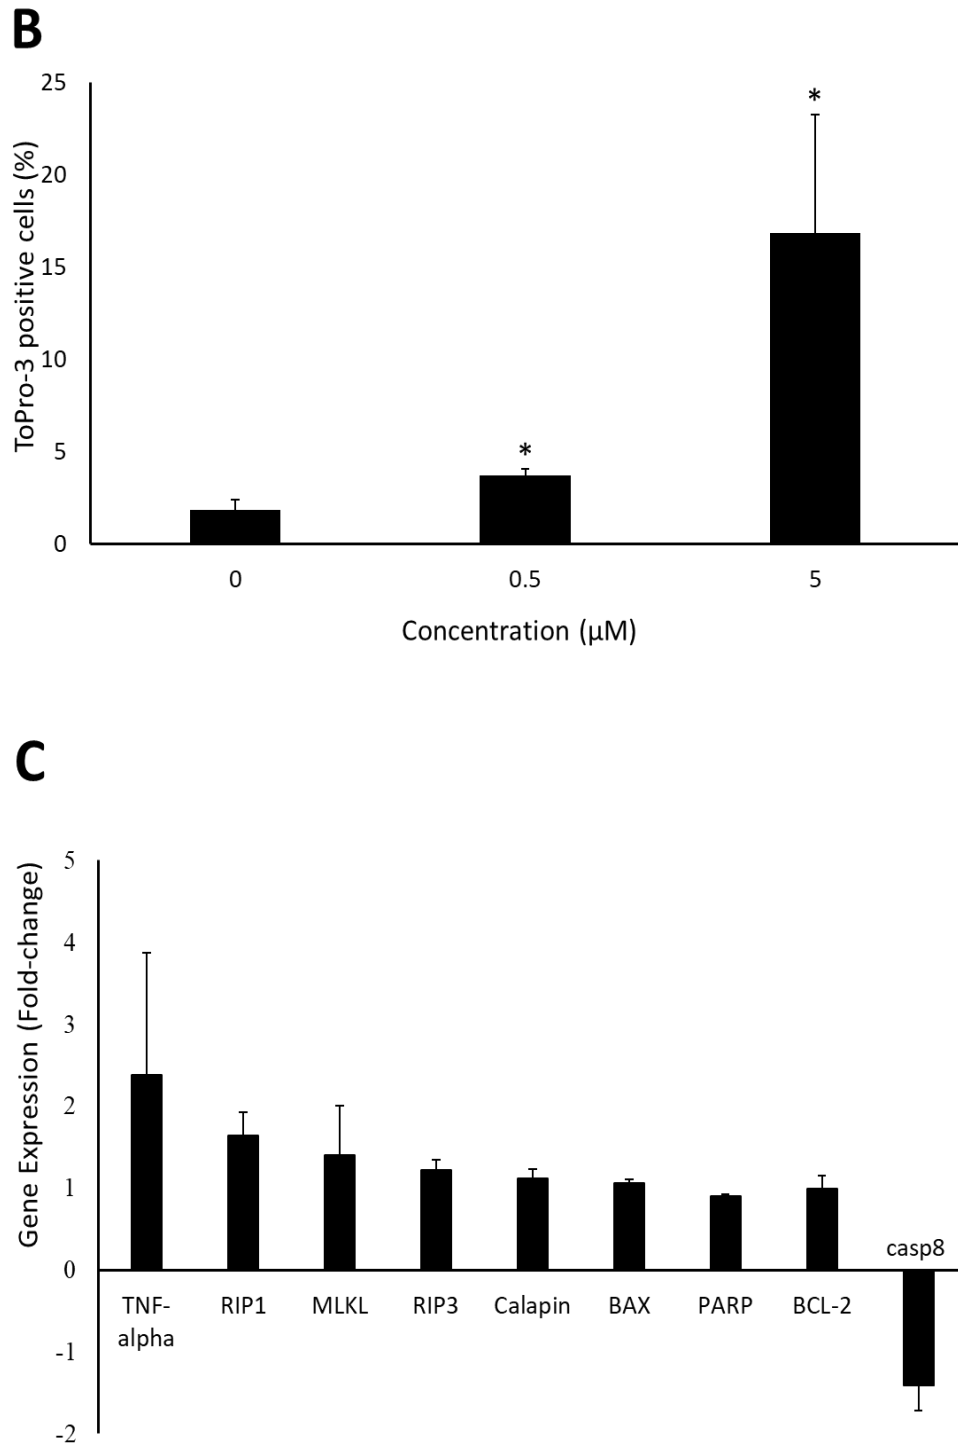 B
25
20
15
10
5
0
ToPro-3 positive cells (%)
*
*
0 0.5 5
Concentration (µM)
C
5
4
3
2
1
0
-1
-2
Gene Expression (Fold-change)
casp8
TNF-alpha RIP1 MLKL RIP3 Calapin BAX PARP BCL-2